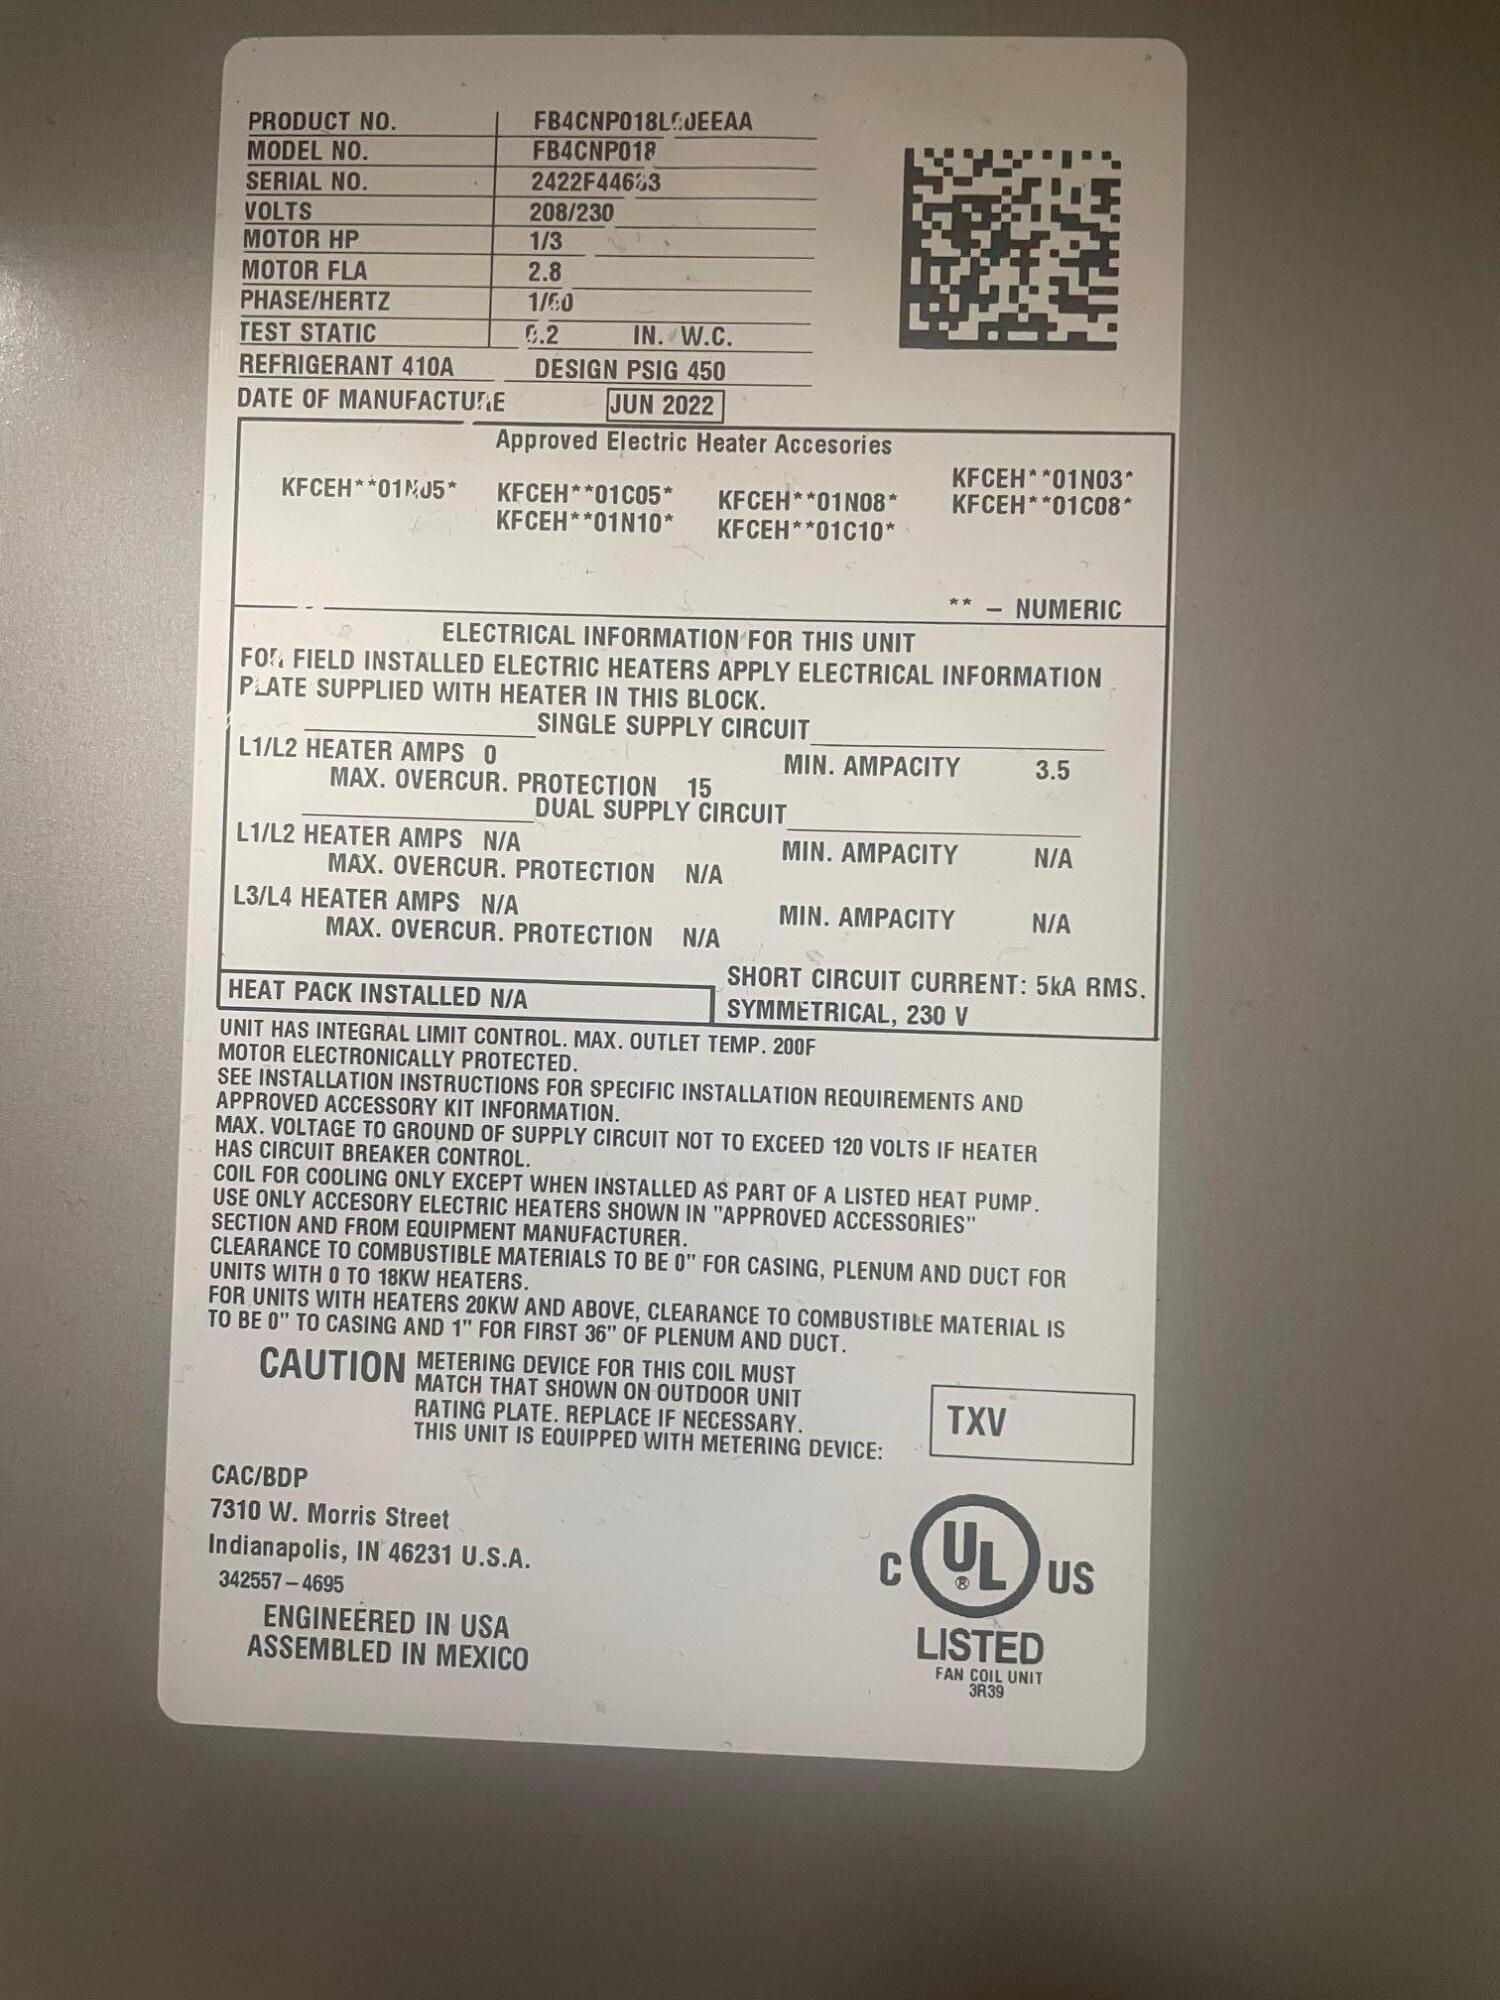 PRODUCT NO. FB4CNP018L00EEAA
MODEL NO. FB4CNP018
SERIAL NO.
VOLTS 208/230
MOTOR HP 1/3
MOTOR FLA 2.8
PHASE/HERTZ 1/60
TEST STATIC 0.2 IN. W.C.
REFRIGERANT 410A DESIGN PSIG 450
DATE OF MANUFACTURE JUN 2022
Approved Electric Heater Accesories
KFCEH**01N03*
KFCEH**01N05* KFCEH**01C05* KFCEH**01N08* KFCEH**01C08*
KFCEH**01N10* KFCEH**01C10*
** – NUMERIC
ELECTRICAL INFORMATION FOR THIS UNIT
FOR FIELD INSTALLED ELECTRIC HEATERS APPLY ELECTRICAL INFORMATION
PLATE SUPPLIED WITH HEATER IN THIS BLOCK.
SINGLE SUPPLY CIRCUIT
L1/L2 HEATER AMPS 0 MIN. AMPACITY 3.5
MAX. OVERCUR. PROTECTION 15
DUAL SUPPLY CIRCUIT
L1/L2 HEATER AMPS N/A MIN. AMPACITY N/A
MAX. OVERCUR. PROTECTION N/A
L3/L4 HEATER AMPS N/A MIN. AMPACITY N/A
MAX. OVERCUR. PROTECTION N/A
SHORT CIRCUIT CURRENT: 5kA RMS,
SYMMETRICAL, 230 V
HEAT PACK INSTALLED N/A
UNIT HAS INTEGRAL LIMIT CONTROL. MAX. OUTLET TEMP. 200F
MOTOR ELECTRONICALLY PROTECTED.
SEE INSTALLATION INSTRUCTIONS FOR SPECIFIC INSTALLATION REQUIREMENTS AND
APPROVED ACCESSORY KIT INFORMATION.
MAX. VOLTAGE TO GROUND OF SUPPLY CIRCUIT NOT TO EXCEED 120 VOLTS IF HEATER
HAS CIRCUIT BREAKER CONTROL.
COIL FOR COOLING ONLY EXCEPT WHEN INSTALLED AS PART OF A LISTED HEAT PUMP.
USE ONLY ACCESORY ELECTRIC HEATERS SHOWN IN "APPROVED ACCESSORIES"
SECTION AND FROM EQUIPMENT MANUFACTURER.
CLEARANCE TO COMBUSTIBLE MATERIALS TO BE 0" FOR CASING, PLENUM AND DUCT FOR
UNITS WITH 0 TO 18KW HEATERS.
FOR UNITS WITH HEATERS 20KW AND ABOVE, CLEARANCE TO COMBUSTIBLE MATERIAL IS
TO BE 0" TO CASING AND 1" FOR FIRST 36" OF PLENUM AND DUCT.
CAUTION METERING DEVICE FOR THIS COIL MUST
MATCH THAT SHOWN ON OUTDOOR UNIT
RATING PLATE. REPLACE IF NECESSARY.
THIS UNIT IS EQUIPPED WITH METERING DEVICE:
TXV
CAC/BDP
7310 W. Morris Street
Indianapolis, IN 46231 U.S.A.
342557–4695
ENGINEERED IN USA
ASSEMBLED IN MEXICO
C UL ® US
LISTED
FAN COIL UNIT
3R39